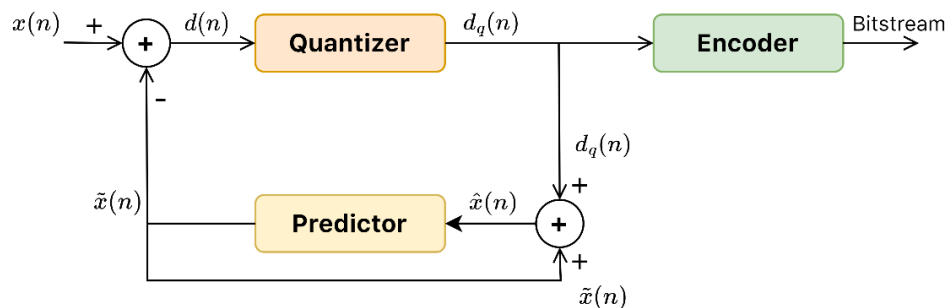 x(n)
+
+
d(n)
Quantizer
d_q(n)
Encoder
Bitstream
-
d_q(n)
x̃(n)
Predictor
x̂(n)
+
+
+
x̃(n)